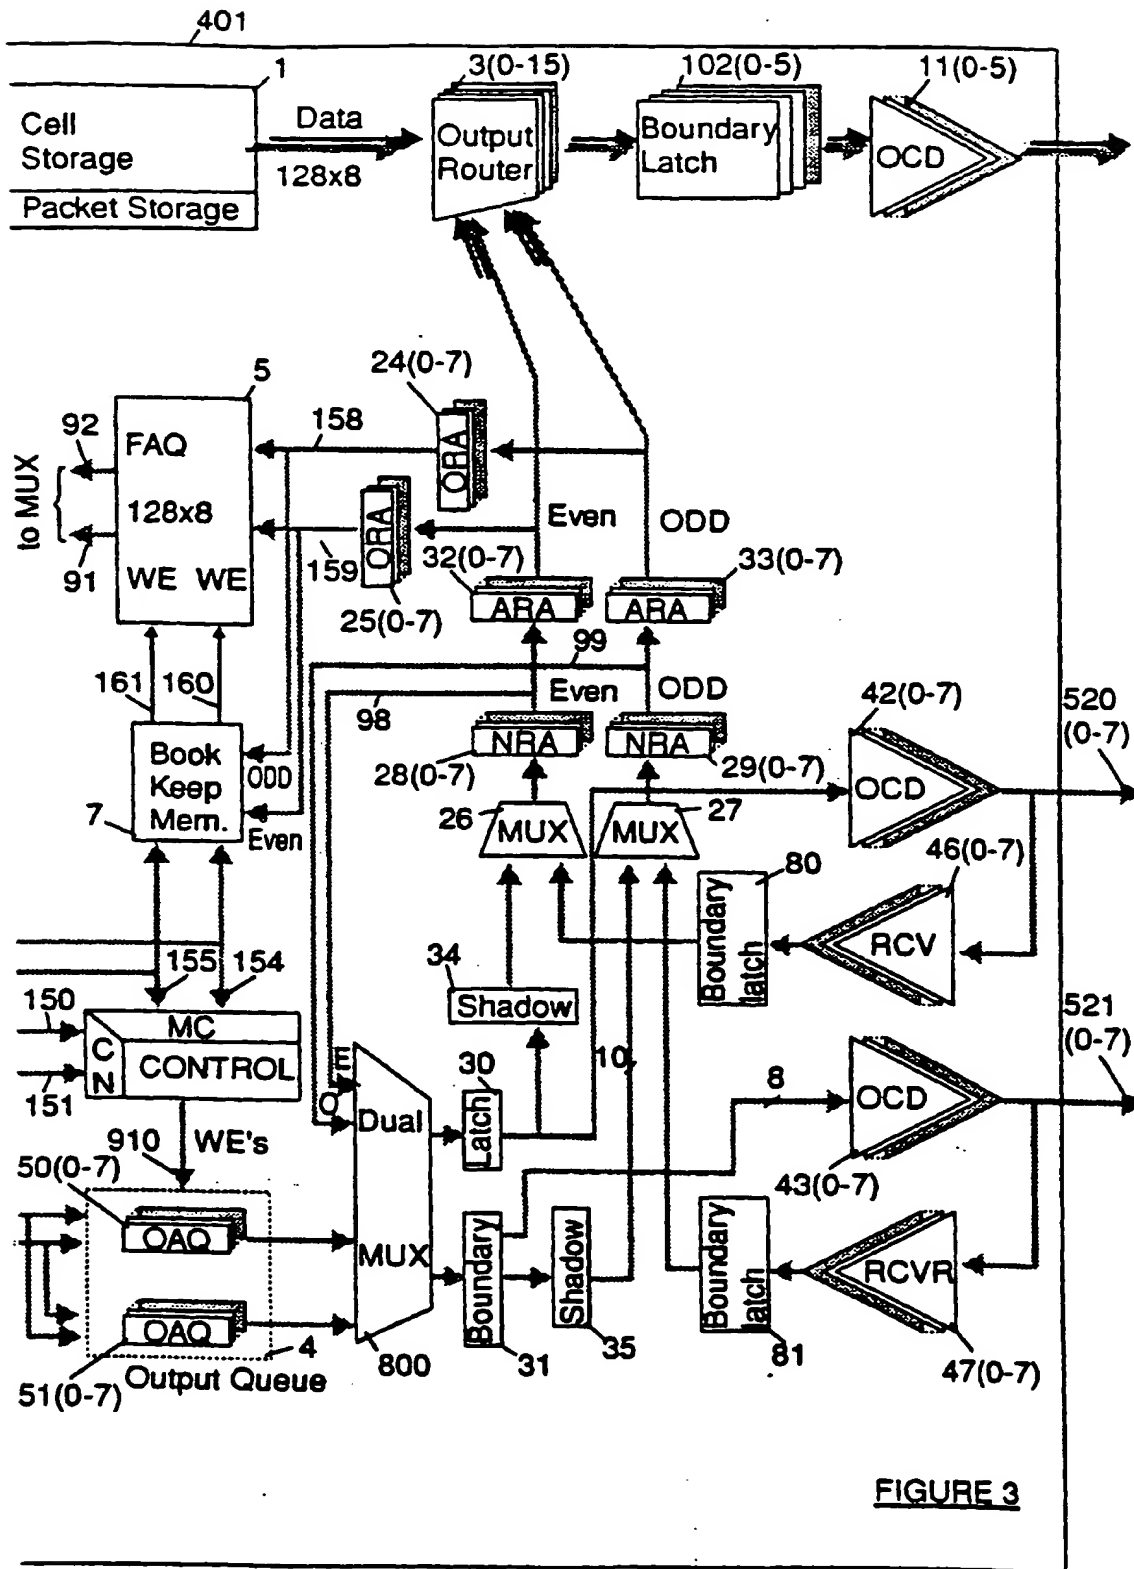 401
1
3(0-15)
102(0-5)
11(0-5)
Cell
Storage
Packet Storage
Data
128x8
Output
Router
Boundary
Latch
OCD
24(0-7)
5
92
158
FAQ
ORA
to MUX
128x8
Even
ODD
ORA
91
WE WE
159
32(0-7)
33(0-7)
25(0-7)
ARA
ARA
99
161
160
98
Even
ODD
42(0-7)
520
(0-7)
Book
Keep
Mem.
ODD
Even
7
NRA
NRA
28(0-7)
29(0-7)
OCD
26
27
MUX
MUX
46(0-7)
80
Boundary
latch
RCV
155
154
34
Shadow
150
151
MC
C
N
CONTROL
521
(0-7)
E
O
30
10
8
OCD
Dual
Latch
910
WE's
50(0-7)
43(0-7)
OAQ
MUX
Boundary
Shadow
Boundary
latch
RCVR
OAQ
4
800
31
35
81
47(0-7)
51(0-7)
Output Queue
FIGURE 3